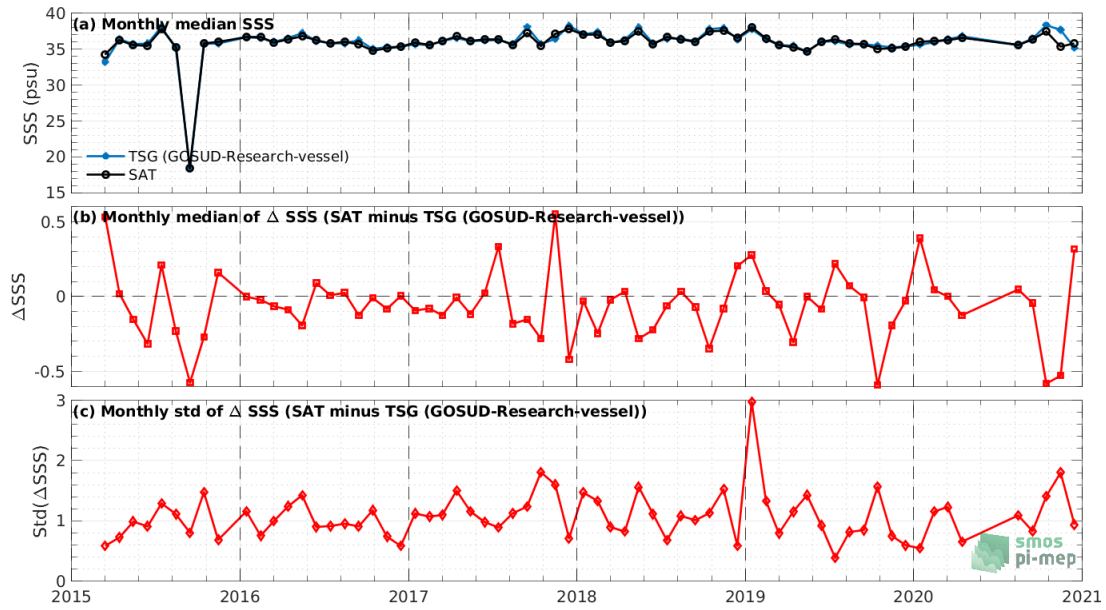 (a) Monthly median SSS
40
35
30
25
20
15
SSS (psu)
TSG (GOSUD-Research-vessel)
SAT
(b) Monthly median of Δ SSS (SAT minus TSG (GOSUD-Research-vessel))
0.5
0
-0.5
ΔSSS
(c) Monthly std of Δ SSS (SAT minus TSG (GOSUD-Research-vessel))
3
2
1
0
Std(ΔSSS)
smos
pi-mep
2015 2016 2017 2018 2019 2020 2021